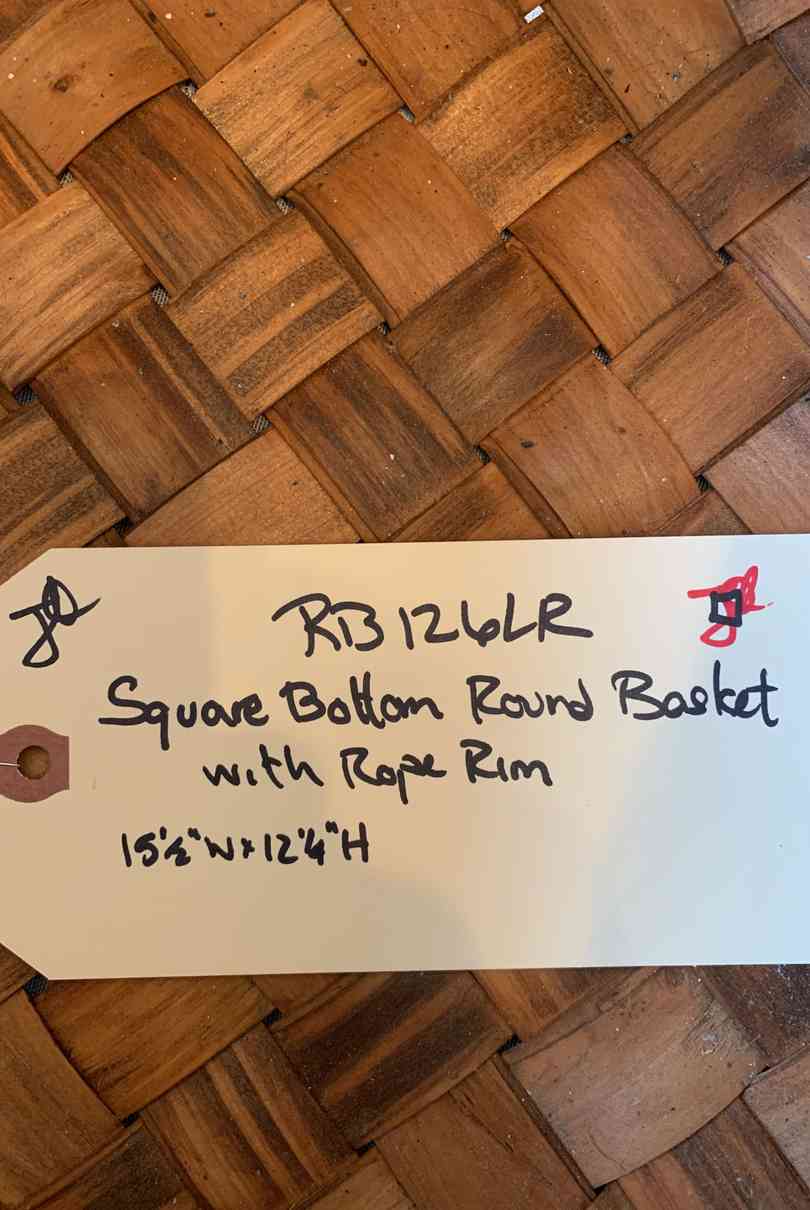 RB126LR
Square Bottom Round Basket
with Rope Rim
15½"W x 12¼"H